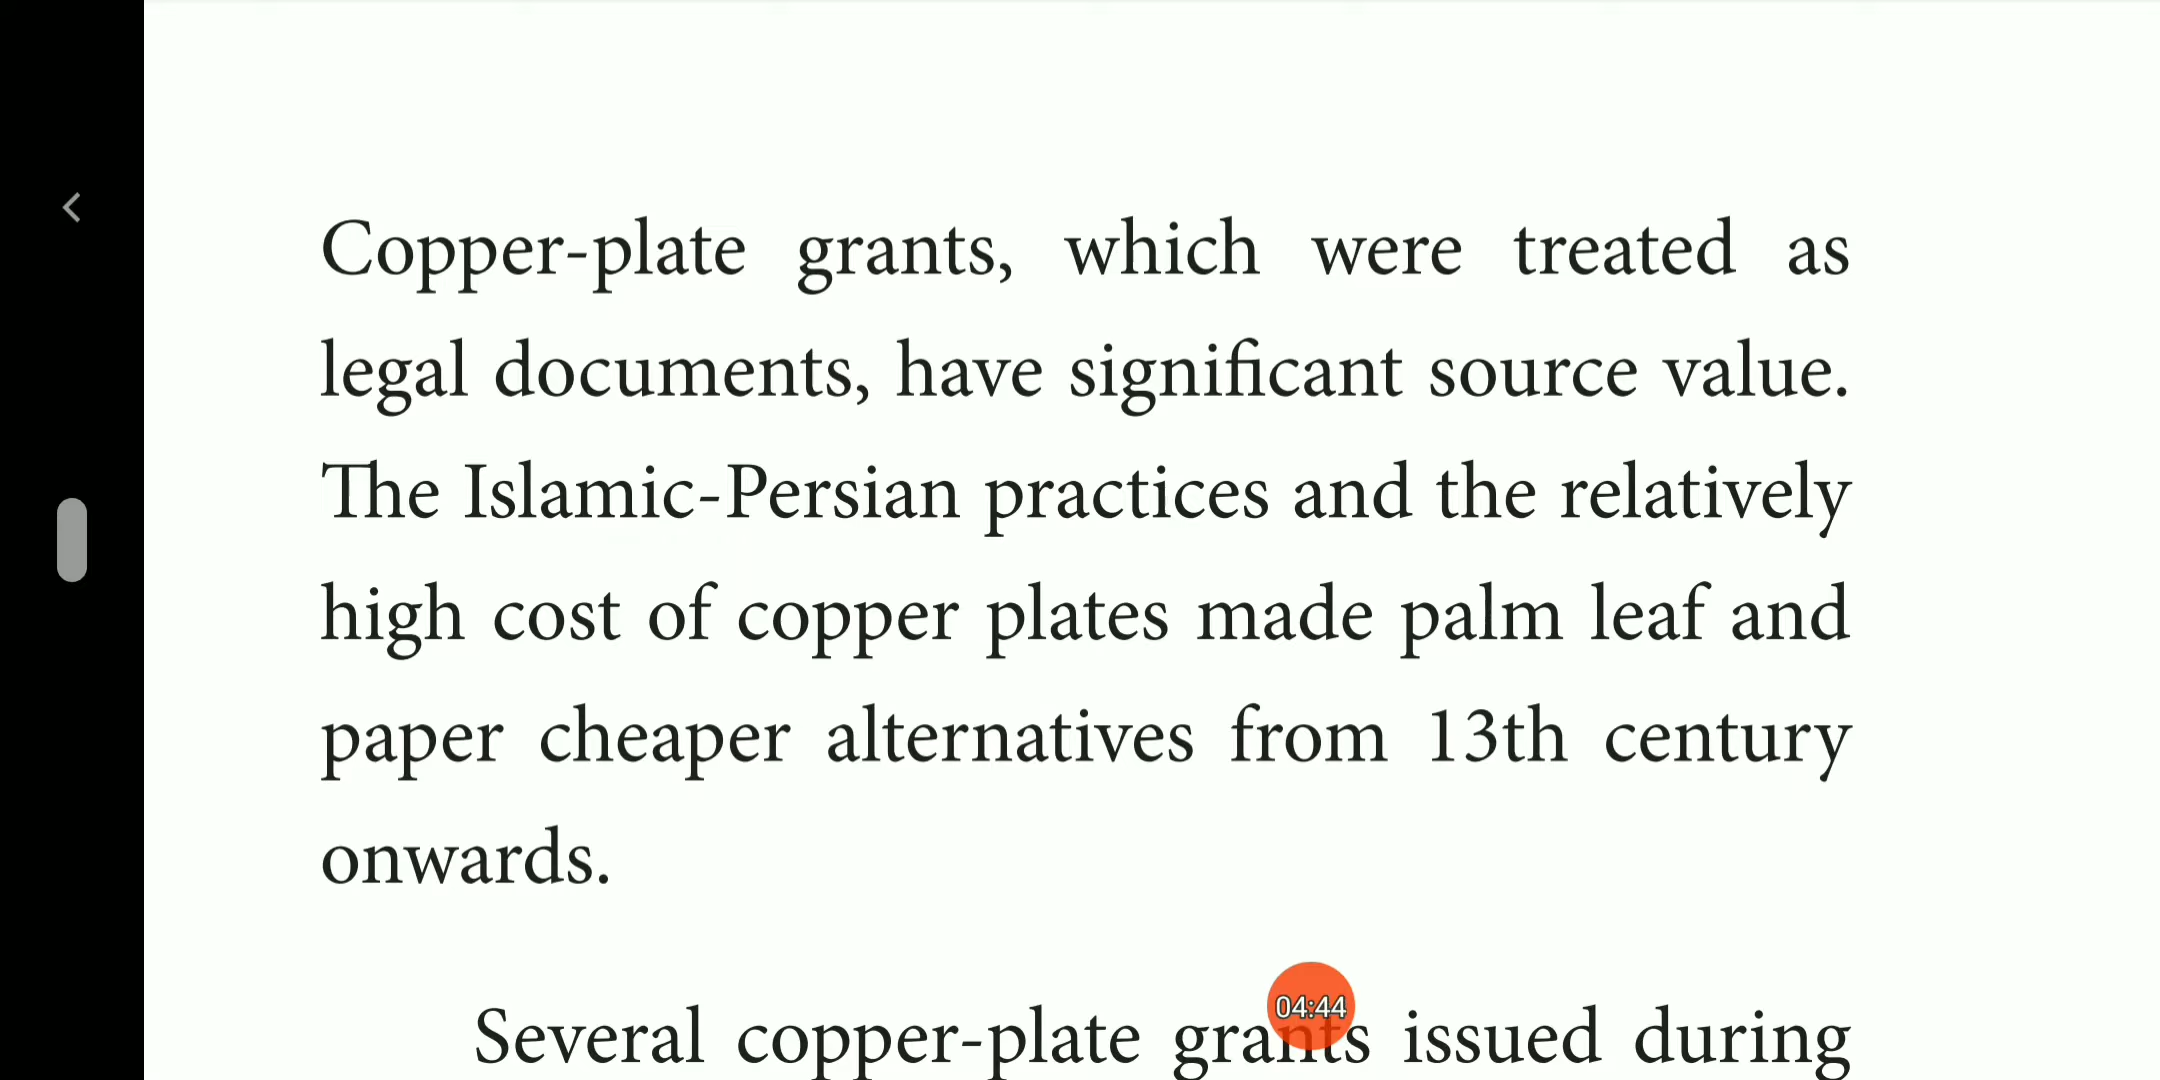 Copper-plate grants, which were treated as
legal documents, have significant source value.
The Islamic-Persian practices and the relatively
high cost of copper plates made palm leaf and
paper cheaper alternatives from 13th century
onwards.
04:44
Several copper-plate grants issued during